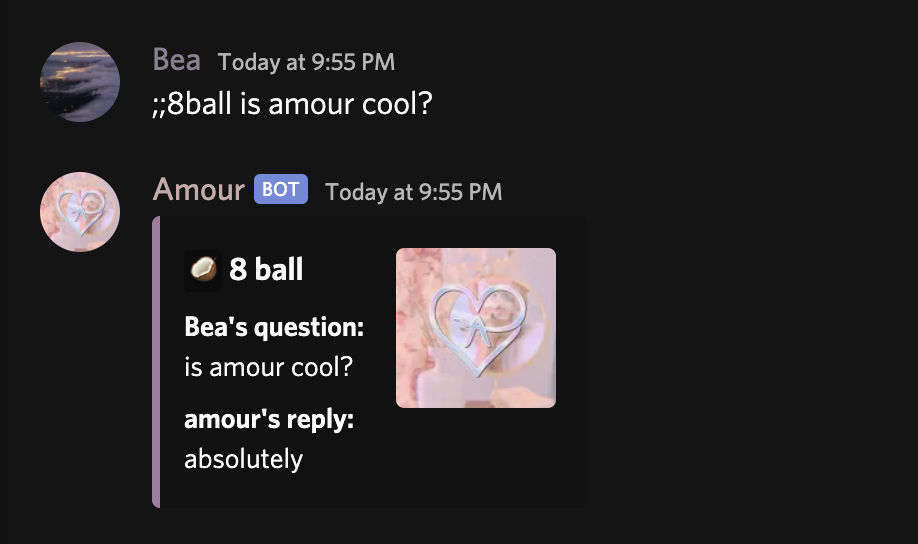 Bea Today at 9:55 PM
;;8ball is amour cool?
Amour BOT Today at 9:55 PM
8 ball
Bea's question:
is amour cool?
amour's reply:
absolutely
A